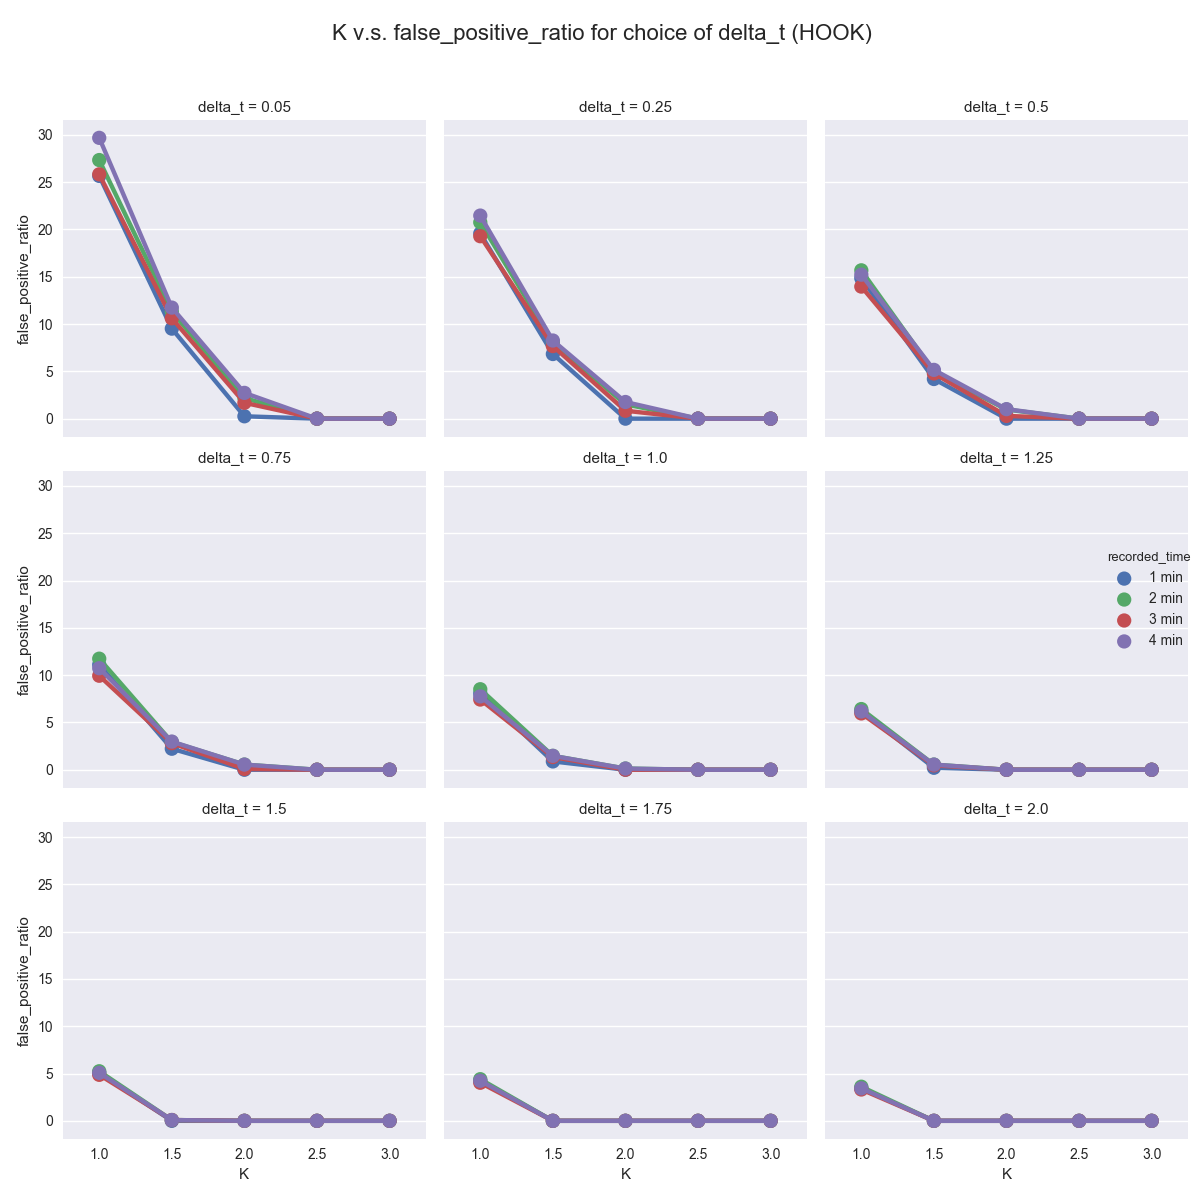 K v.s. false_positive_ratio for choice of delta_t (HOOK)
delta_t = 0.05
delta_t = 0.25
delta_t = 0.5
30
25
20
15
10
5
0
false_positive_ratio
delta_t = 0.75
delta_t = 1.0
delta_t = 1.25
30
25
20
15
10
5
0
false_positive_ratio
recorded_time
1 min
2 min
3 min
4 min
delta_t = 1.5
delta_t = 1.75
delta_t = 2.0
30
25
20
15
10
5
0
false_positive_ratio
1.0 1.5 2.0 2.5 3.0
K
1.0 1.5 2.0 2.5 3.0
K
1.0 1.5 2.0 2.5 3.0
K